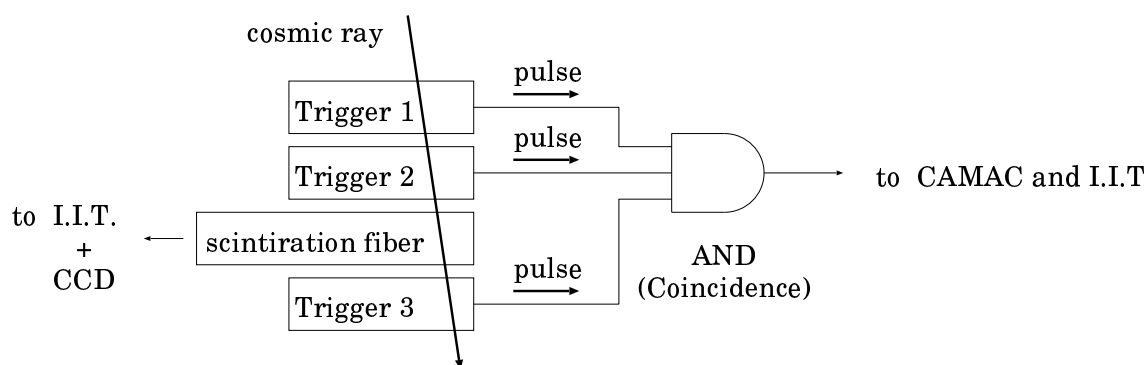 cosmic ray
pulse
Trigger 1
pulse
Trigger 2
to CAMAC and I.I.T
to I.I.T.
+
CCD
scintiration fiber
AND
(Coincidence)
pulse
Trigger 3